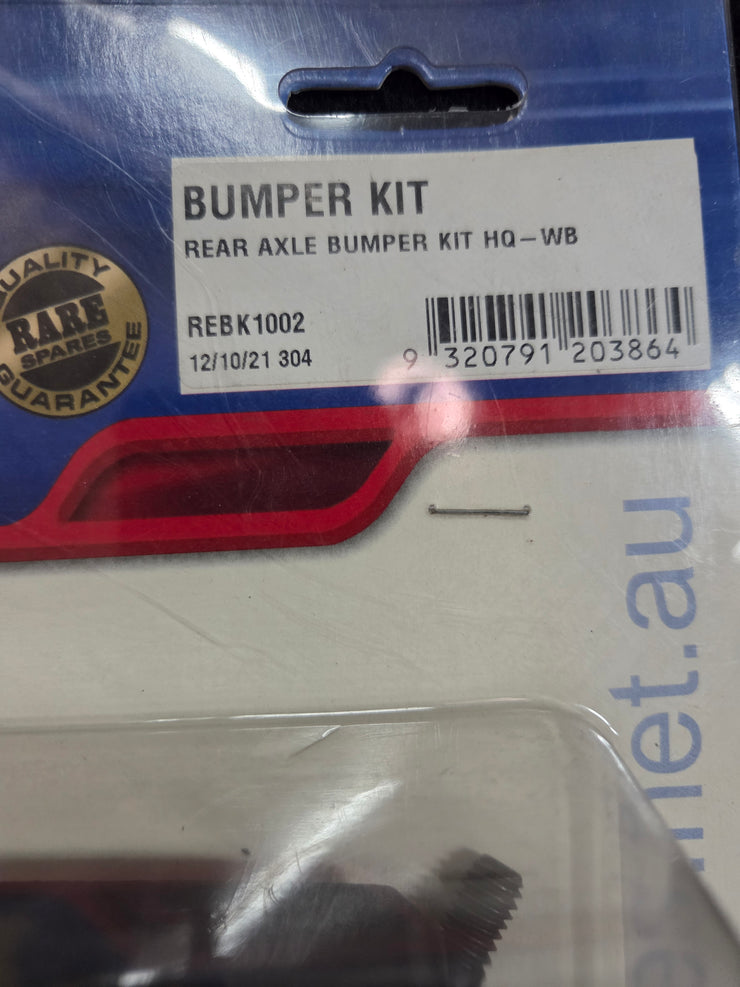 BUMPER KIT
REAR AXLE BUMPER KIT HQ-WB
REBK1002
12/10/21 304
9 320791 203864
QUALITY
RARE
SPARES
GUARANTEE
net.au